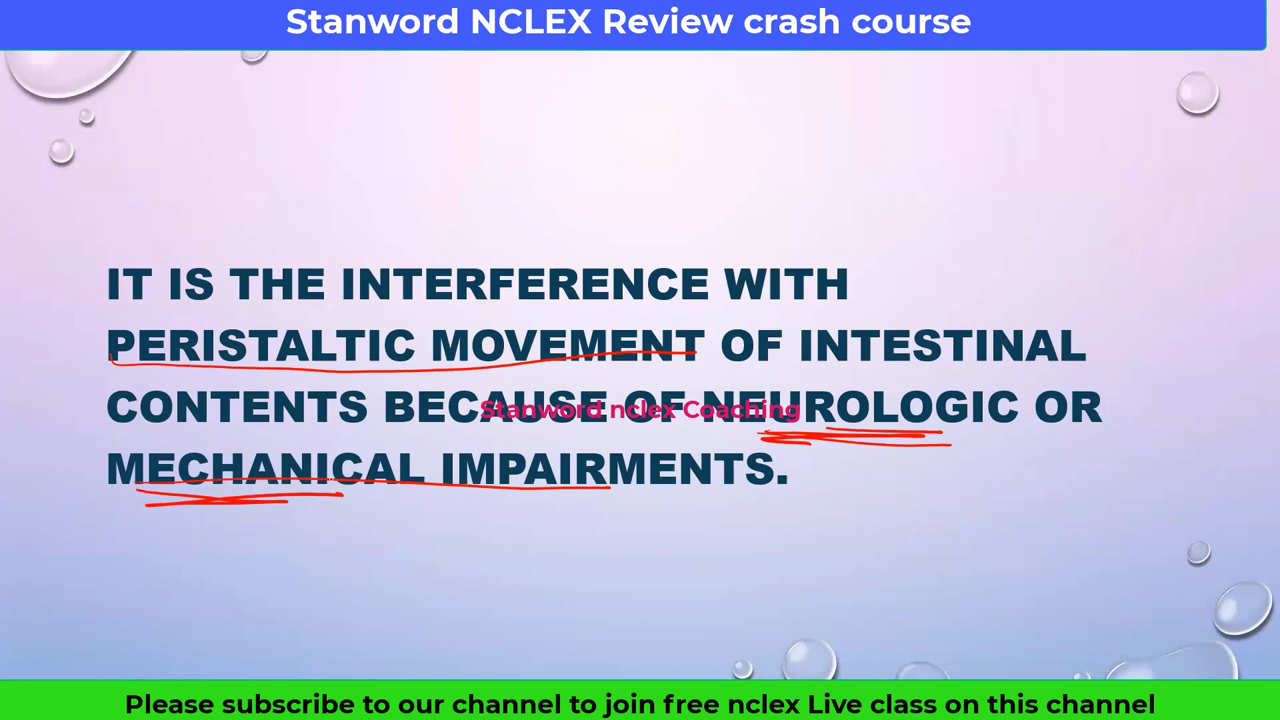 Stanword NCLEX Review crash course
IT IS THE INTERFERENCE WITH
PERISTALTIC MOVEMENT OF INTESTINAL
CONTENTS BECAUSE OF NEUROLOGIC OR
Stanword nclex Coaching
MECHANICAL IMPAIRMENTS.
Please subscribe to our channel to join free nclex Live class on this channel